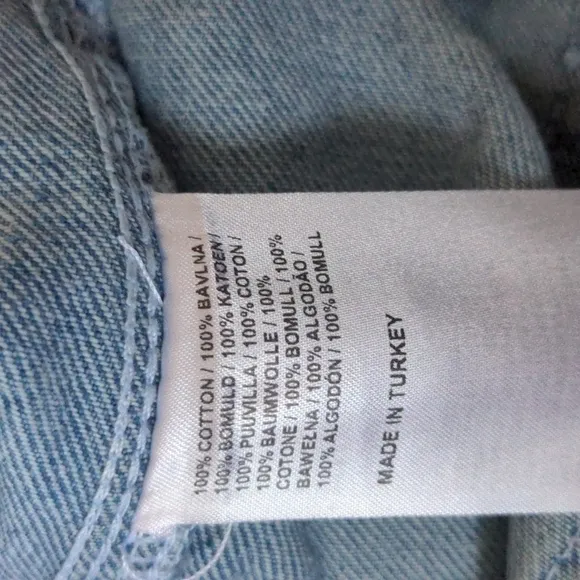 100% COTTON / 100% BAVLNA /
100% BOMULD / 100% KATOEN /
100% PUUVILLA / 100% COTON /
100% BAUMWOLLE / 100%
COTONE / 100% BOMULL / 100%
BAWEŁNA / 100% ALGODÃO /
100% ALGODÓN / 100% BOMULL
MADE IN TURKEY